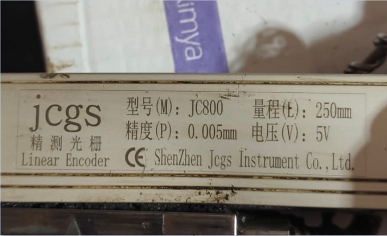 umya
jcgs
精测光栅
Linear Encoder
型号(M): JC800 量程(L): 250mm
精度(P): 0.005mm 电压(V): 5V
CE ShenZhen Jcgs Instrument Co.,Ltd.